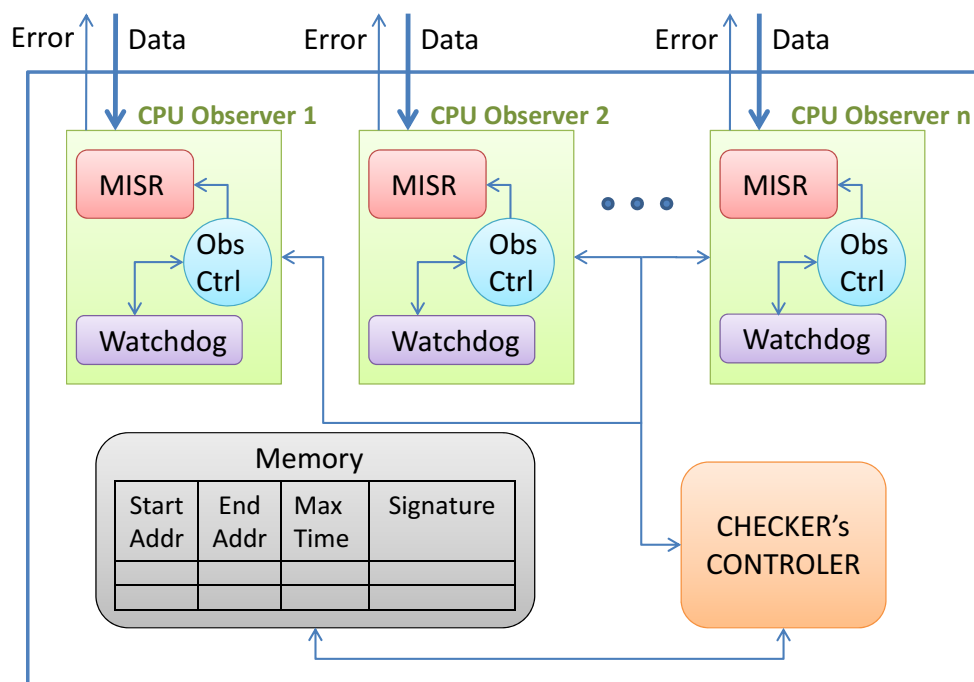 Error Data Error Data Error Data
CPU Observer 1 CPU Observer 2 CPU Observer n
MISR MISR MISR
Obs Obs Obs
Ctrl Ctrl Ctrl
Watchdog Watchdog Watchdog
Memory
Start End Max Signature
Addr Addr Time
CHECKER's
CONTROLER